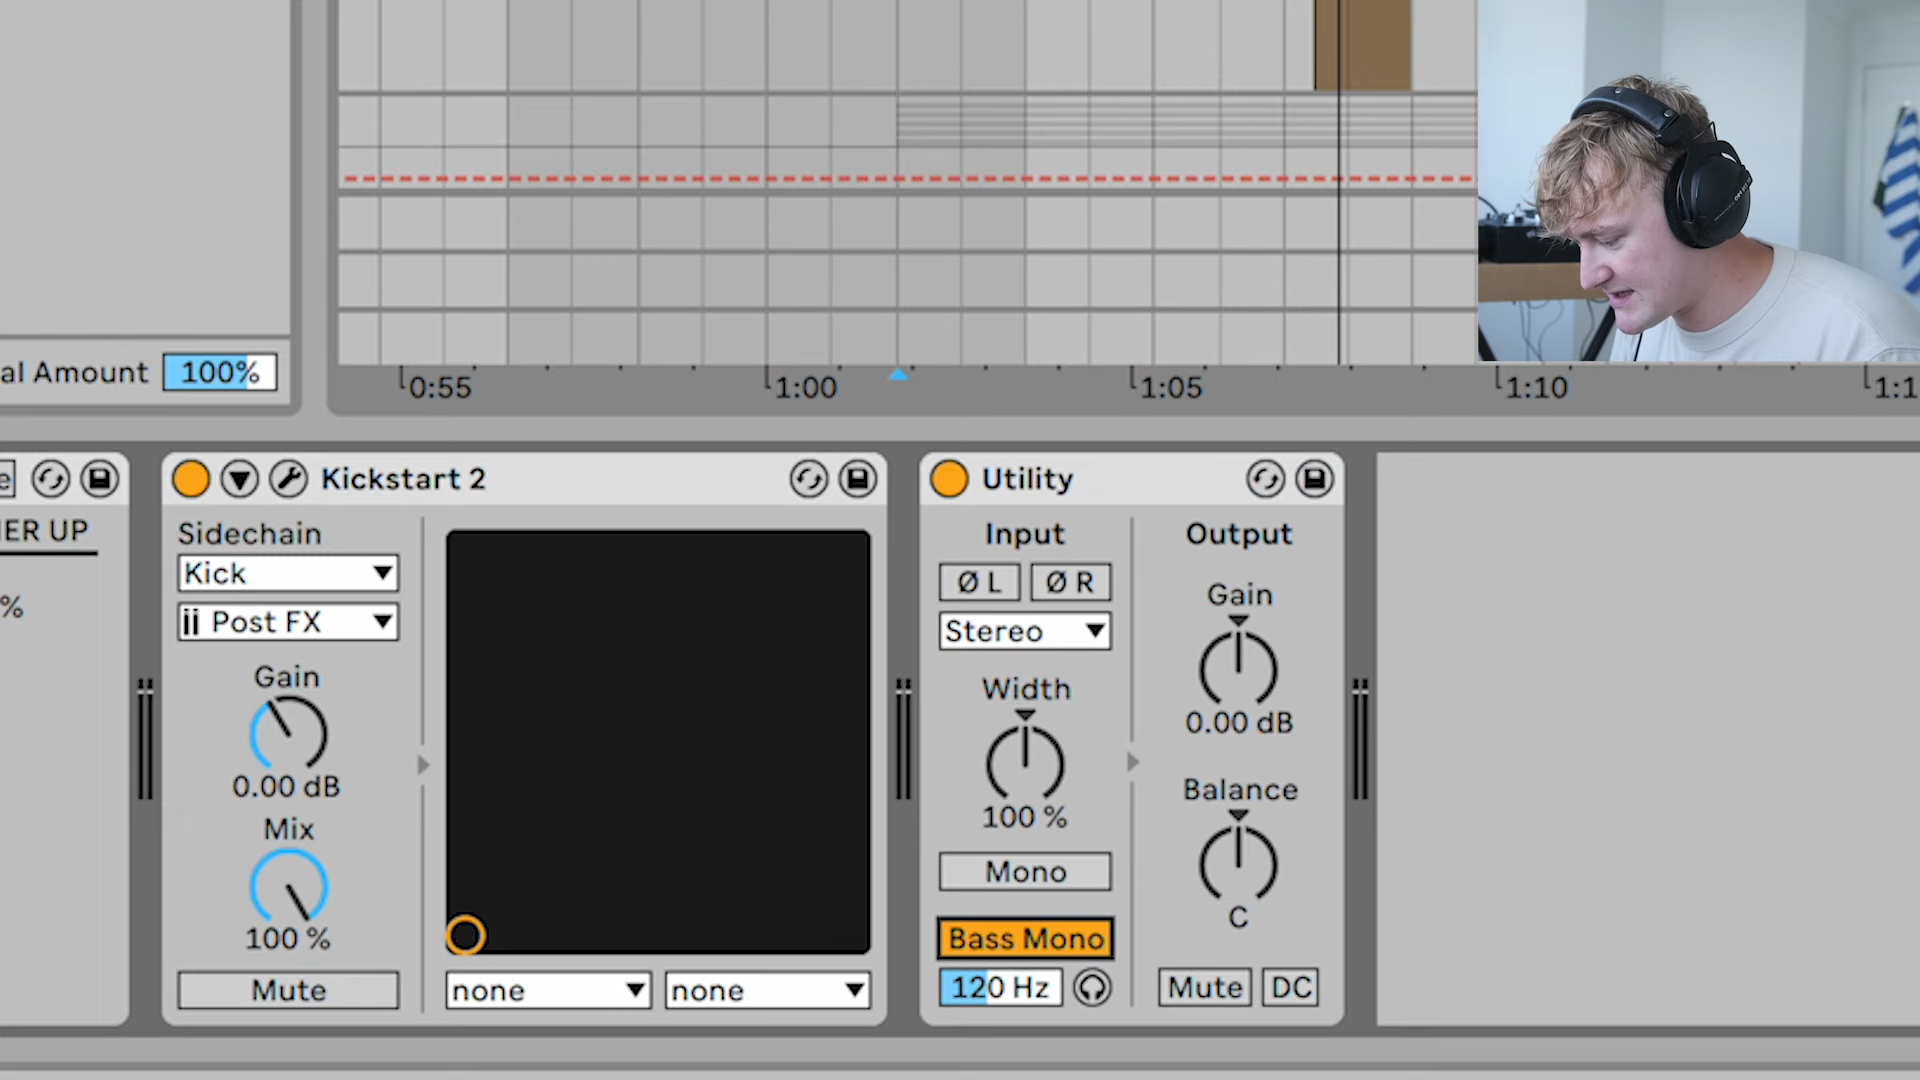 al Amount 100%
0:55 1:00 1:05 1:10 1:1
e Kickstart 2 Utility
ER UP
%
Sidechain
Kick
Post FX
Gain
0.00 dB
Mix
100 %
Mute
none none
Input
Ø L Ø R
Stereo
Width
100 %
Mono
Bass Mono
120 Hz
Output
Gain
0.00 dB
Balance
C
Mute DC